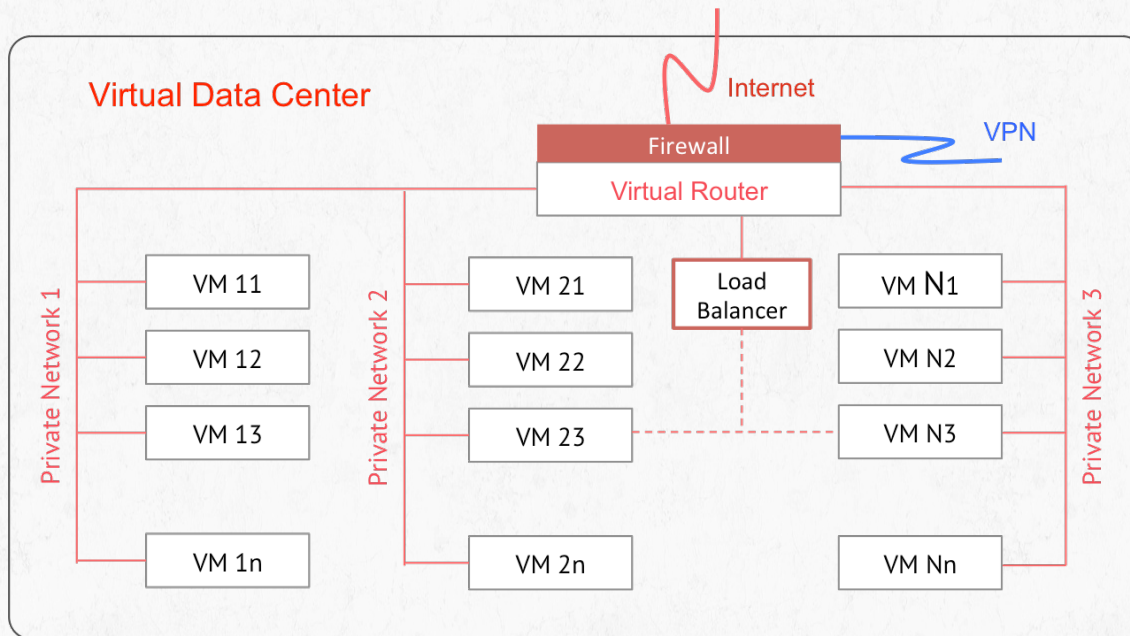 Virtual Data Center
Internet
VPN
Firewall
Virtual Router
Private Network 1
VM 11
VM 12
VM 13
VM 1n
Private Network 2
VM 21
VM 22
VM 23
VM 2n
Load
Balancer
VM N1
VM N2
VM N3
VM Nn
Private Network 3